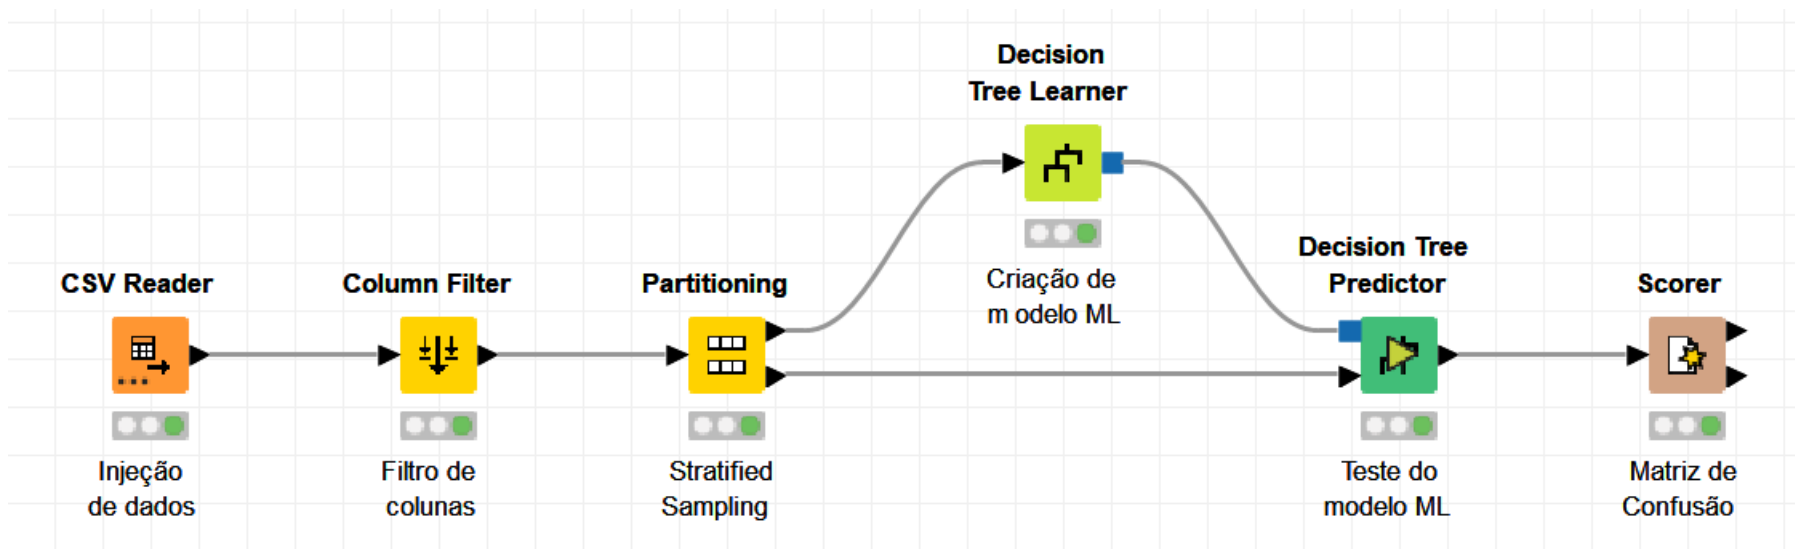 CSV Reader
Injeção
de dados
Column Filter
Filtro de
colunas
Partitioning
Stratified
Sampling
Decision
Tree Learner
Criação de
m odelo ML
Decision Tree
Predictor
Teste do
modelo ML
Scorer
Matriz de
Confusão